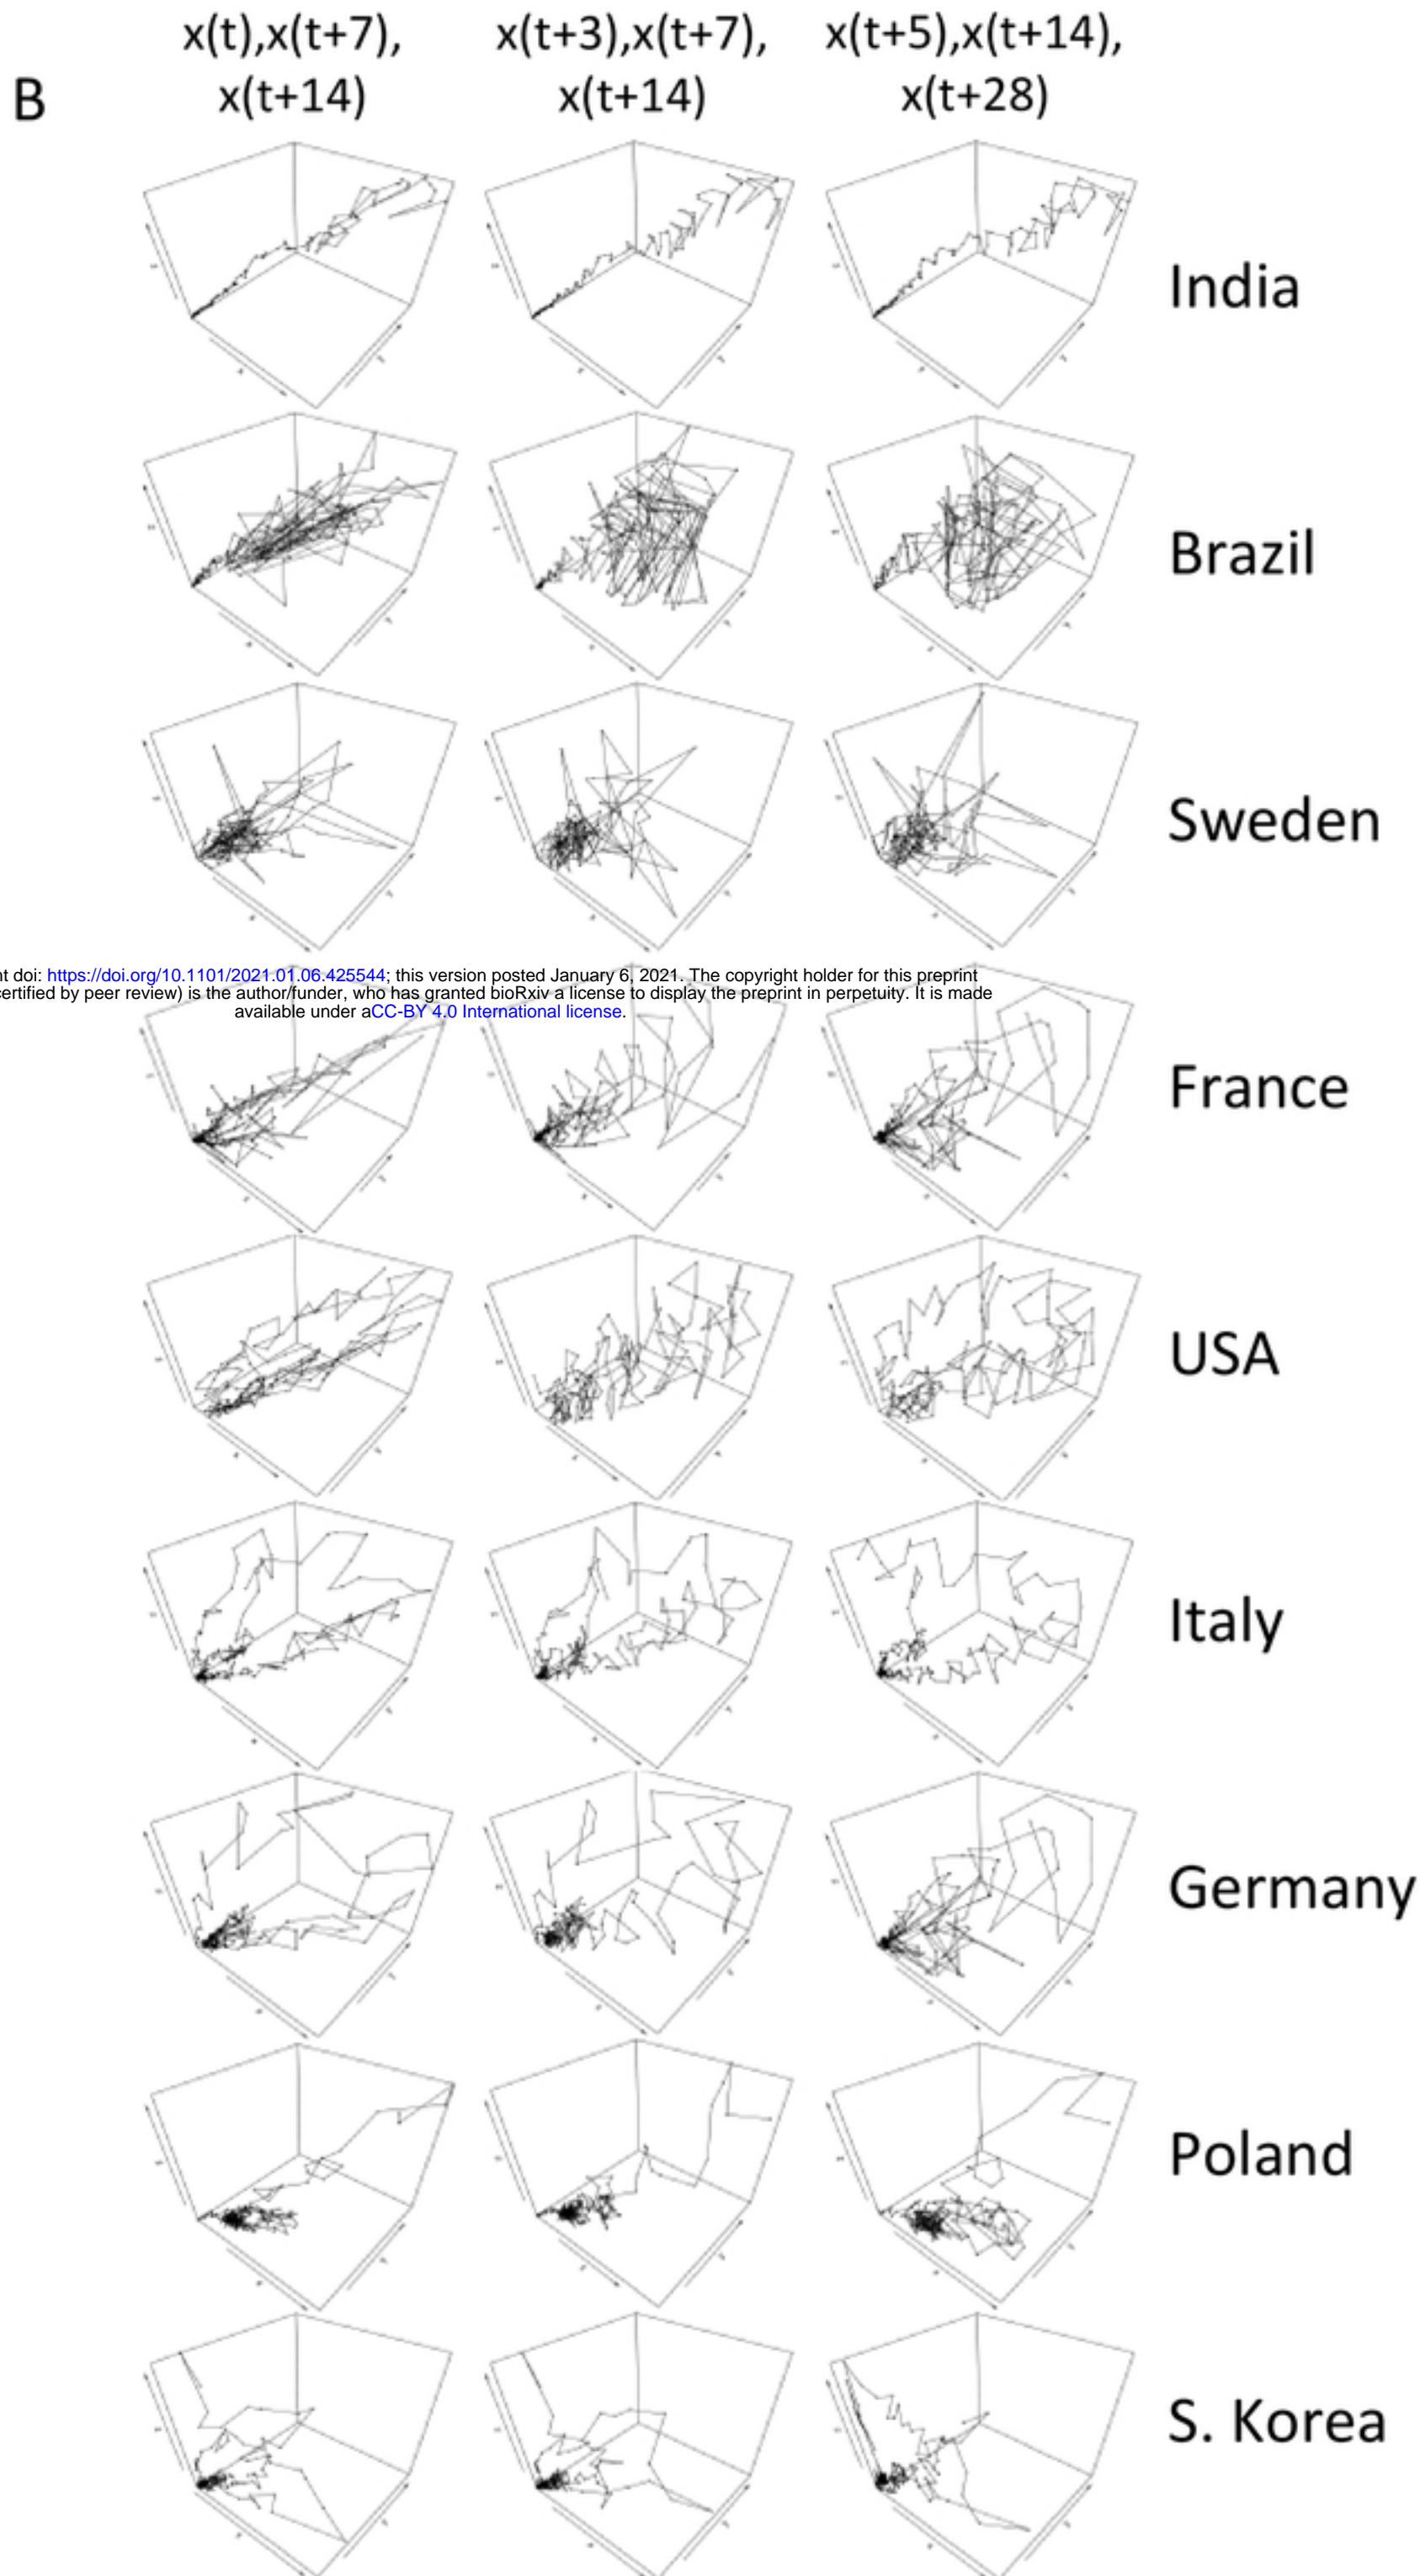 x(t),x(t+7),
x(t+14)
x(t+3),x(t+7),
x(t+14)
x(t+5),x(t+14),
x(t+28)
B
India
Brazil
Sweden
nt doi: https://doi.org/10.1101/2021.01.06.425544; this version posted January 6, 2021. The copyright holder for this preprint
certified by peer review) is the author/funder, who has granted bioRxiv a license to display the preprint in perpetuity. It is made
available under aCC-BY 4.0 International license.
France
USA
Italy
Germany
Poland
S. Korea